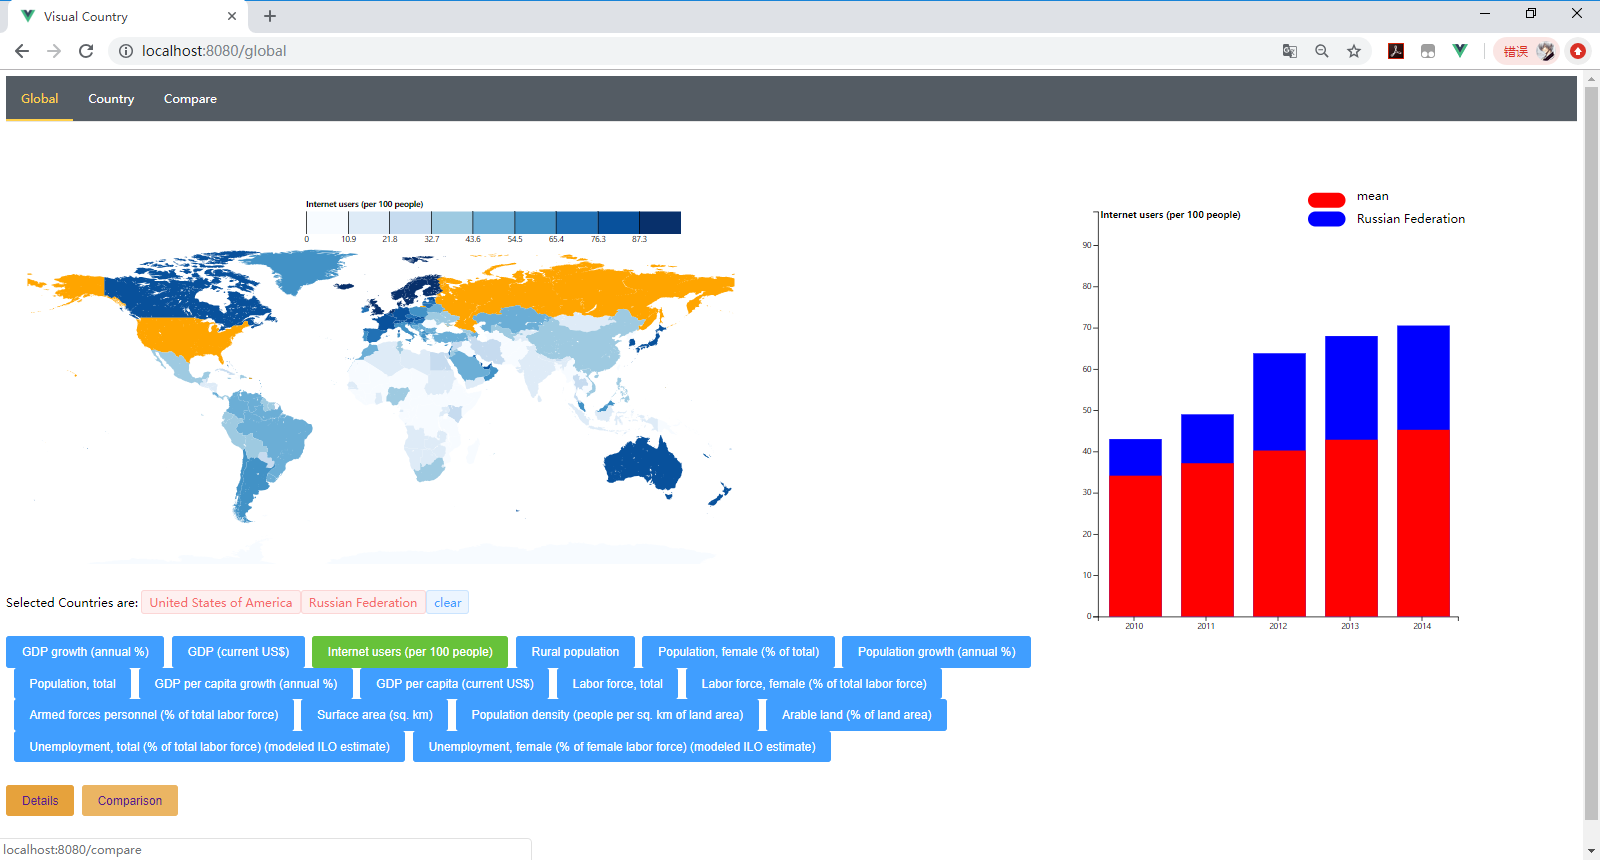 Visual Country
localhost:8080/global
错误
Global Country Compare
Internet users (per 100 people)
0 10.9 21.8 32.7 43.6 54.5 65.4 76.3 87.3
mean
Russian Federation
Internet users (per 100 people)
90
80
70
60
50
40
30
20
10
0
2010 2011 2012 2013 2014
Selected Countries are: United States of America Russian Federation clear
GDP growth (annual %) GDP (current US$) Internet users (per 100 people) Rural population Population, female (% of total) Population growth (annual %)
Population, total GDP per capita growth (annual %) GDP per capita (current US$) Labor force, total Labor force, female (% of total labor force)
Armed forces personnel (% of total labor force) Surface area (sq. km) Population density (people per sq. km of land area) Arable land (% of land area)
Unemployment, total (% of total labor force) (modeled ILO estimate) Unemployment, female (% of female labor force) (modeled ILO estimate)
Details Comparison
localhost:8080/compare